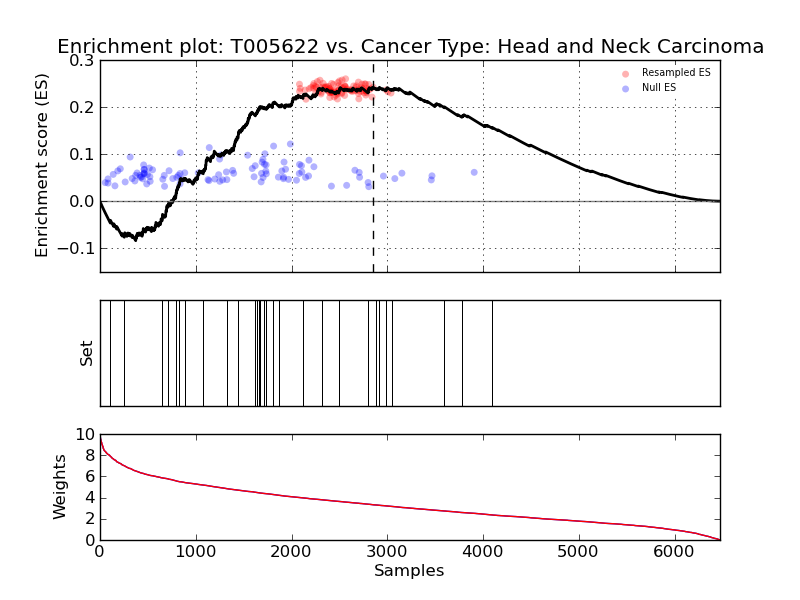 Enrichment plot: T005622 vs. Cancer Type: Head and Neck Carcinoma
Enrichment score (ES)
0.3
0.2
0.1
0.0
−0.1
Resampled ES
Null ES
Set
Weights
10
8
6
4
2
0
0 1000 2000 3000 4000 5000 6000
Samples